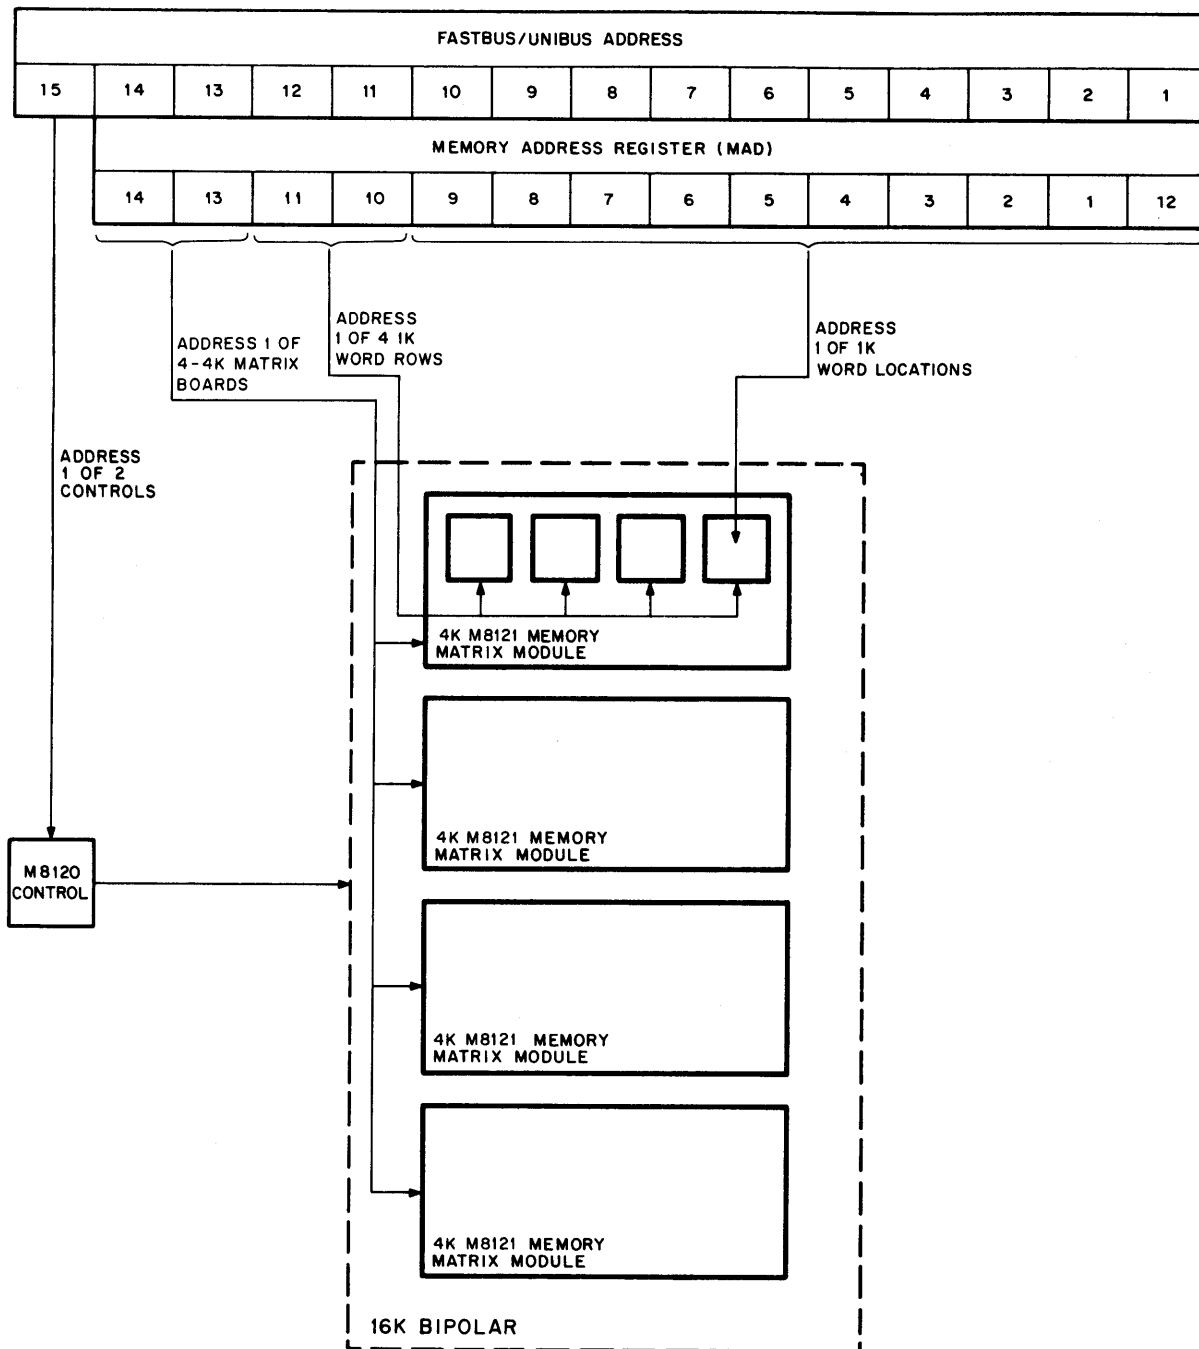 FASTBUS/UNIBUS ADDRESS
15 14 13 12 11 10 9 8 7 6 5 4 3 2 1
MEMORY ADDRESS REGISTER (MAD)
14 13 11 10 9 8 7 6 5 4 3 2 1 12
ADDRESS 1 OF
4-4K MATRIX
BOARDS
ADDRESS
1 OF 4 1K
WORD ROWS
ADDRESS
1 OF 1K
WORD LOCATIONS
ADDRESS
1 OF 2
CONTROLS
4K M8121 MEMORY
MATRIX MODULE
4K M8121 MEMORY
MATRIX MODULE
M8120
CONTROL
4K M8121 MEMORY
MATRIX MODULE
4K M8121 MEMORY
MATRIX MODULE
16K BIPOLAR